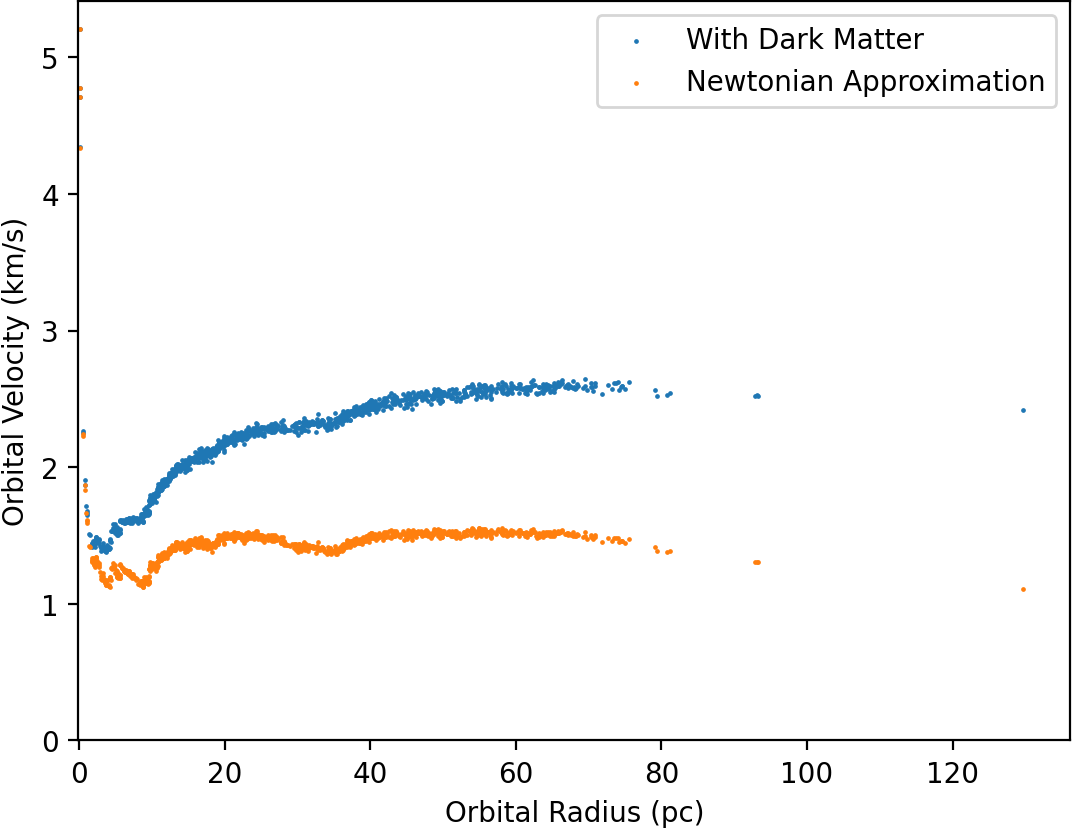 With Dark Matter
Newtonian Approximation
5
4
3
2
1
0
Orbital Velocity (km/s)
0 20 40 60 80 100 120
Orbital Radius (pc)